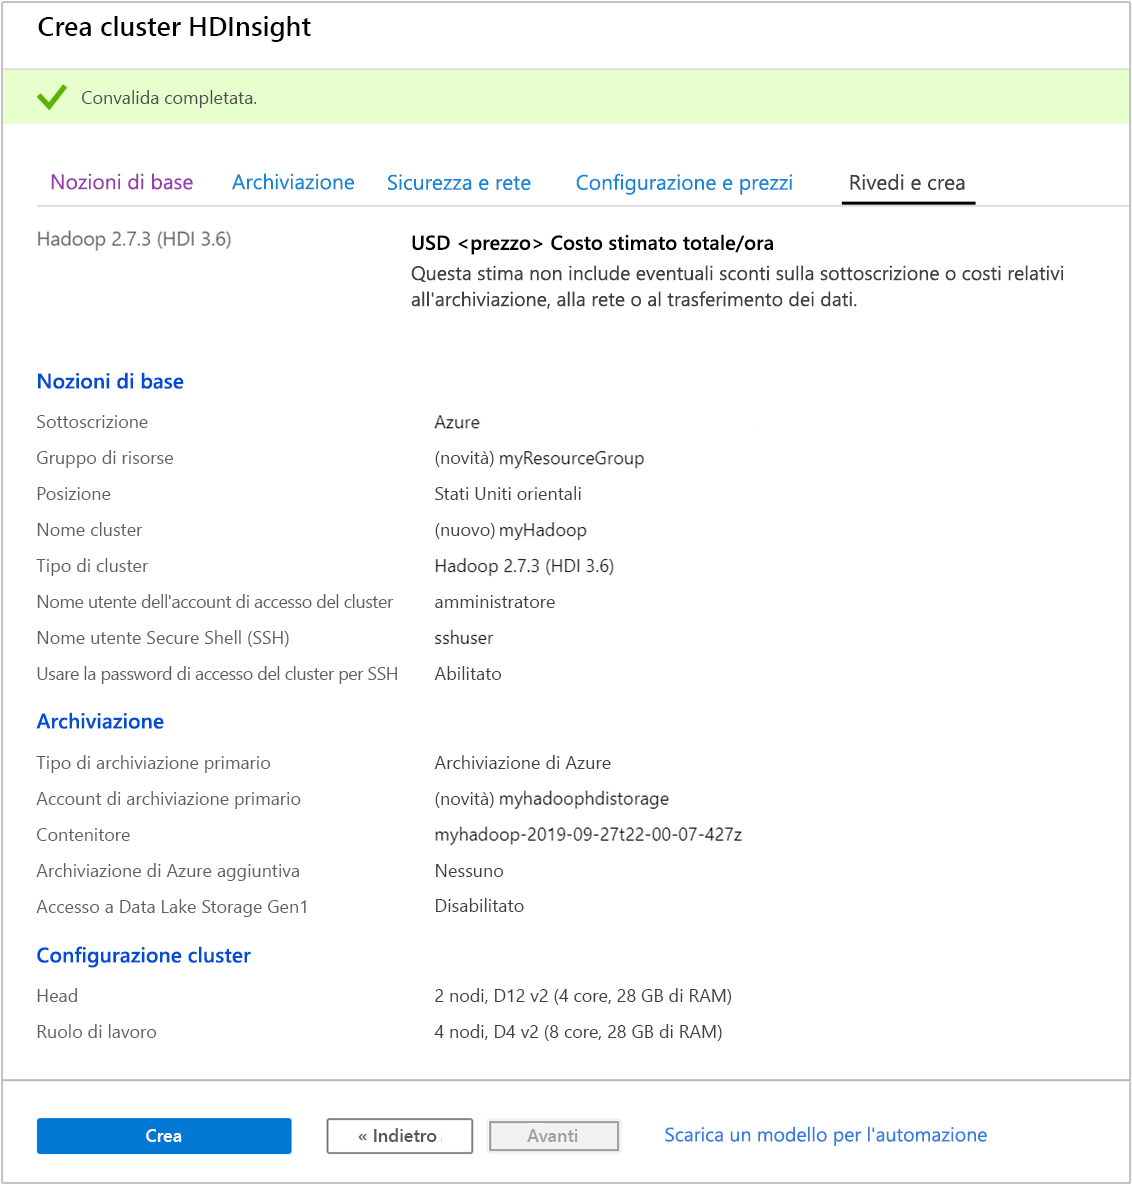 Crea cluster HDInsight
Convalida completata.
Nozioni di base Archiviazione Sicurezza e rete Configurazione e prezzi Rivedi e crea
Hadoop 2.7.3 (HDI 3.6)
USD <prezzo> Costo stimato totale/ora
Questa stima non include eventuali sconti sulla sottoscrizione o costi relativi
all'archiviazione, alla rete o al trasferimento dei dati.
Nozioni di base
Sottoscrizione Azure
Gruppo di risorse (novità) myResourceGroup
Posizione Stati Uniti orientali
Nome cluster (nuovo) myHadoop
Tipo di cluster Hadoop 2.7.3 (HDI 3.6)
Nome utente dell'account di accesso del cluster amministratore
Nome utente Secure Shell (SSH) sshuser
Usare la password di accesso del cluster per SSH Abilitato
Archiviazione
Tipo di archiviazione primario Archiviazione di Azure
Account di archiviazione primario (novità) myhadoophdistorage
Contenitore myhadoop-2019-09-27t22-00-07-427z
Archiviazione di Azure aggiuntiva Nessuno
Accesso a Data Lake Storage Gen1 Disabilitato
Configurazione cluster
Head 2 nodi, D12 v2 (4 core, 28 GB di RAM)
Ruolo di lavoro 4 nodi, D4 v2 (8 core, 28 GB di RAM)
Crea « Indietro Avanti Scarica un modello per l'automazione